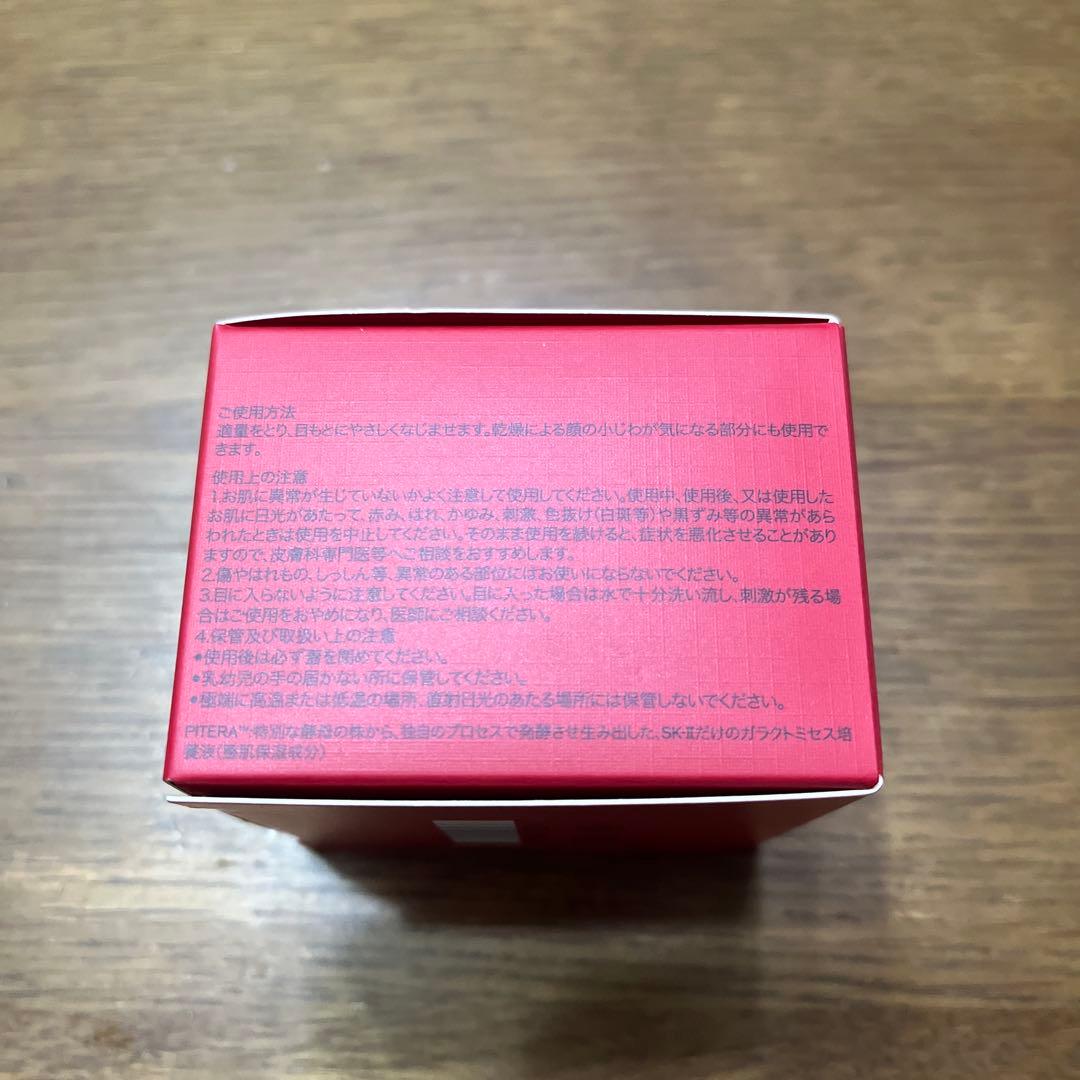 ご使用方法
適量をとり、目もとにやさしくなじませます。乾燥による顔の小じわが気になる部分にも使用で
きます。
使用上の注意
1.お肌に異常が生じていないかよく注意して使用してください。使用中、使用後、又は使用した
お肌に日光があたって、赤み、はれ、かゆみ、刺激、色抜け(白斑等)や黒ずみ等の異常があら
われたときは使用を中止してください。そのまま使用を続けると、症状を悪化させることがあり
ますので、皮膚科専門医等へご相談をおすすめします。
2.傷やはれもの、しっしん等、異常のある部位にはお使いにならないでください。
3.目に入らないように注意してください。目に入った場合は水で十分洗い流し、刺激が残る場
合はご使用をおやめになり、医師にご相談ください。
4.保管及び取扱い上の注意
●使用後は必ず蓋を閉めてください。
●乳幼児の手の届かない所に保管してください。
●極端に高温または低温の場所、直射日光のあたる場所には保管しないでください。
PITERA™:特別な酵母の株から、独自のプロセスで発酵させ生み出した、SK-IIだけのガラクトミセス培
養液(整肌保湿成分)